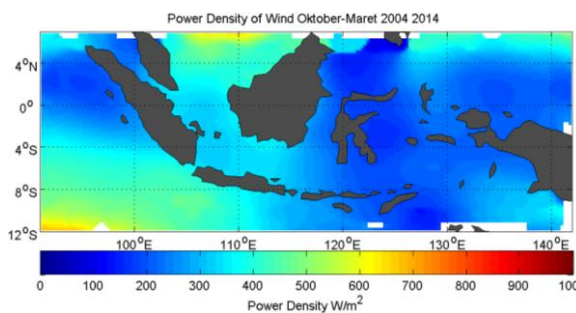 Power Density of Wind Oktober-Maret 2004 2014
4°N
0°
4°S
8°S
12°S
100°E 110°E 120°E 130°E 140°E
0 100 200 300 400 500 600 700 800 900 100
Power Density W/m²